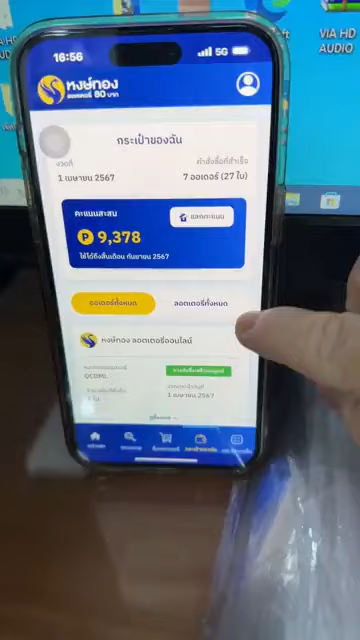 16:56
5G
VIA HD
AUDIO
หงษ์ทอง
ลอตเตอรี่ 80 บาท
กระเป๋าของฉัน
งวดที่
คำสั่งซื้อที่สำเร็จ
1 เมษายน 2567
7 ออเดอร์ (27 ใบ)
คะแนนสะสม
แลกคะแนน
P 9,378
ใช้ได้ถึงสิ้นเดือน กันยายน 2567
ออเดอร์ทั้งหมด
ลอตเตอรี่ทั้งหมด
หงษ์ทอง ลอตเตอรี่ออนไลน์
1 เมษายน 2567